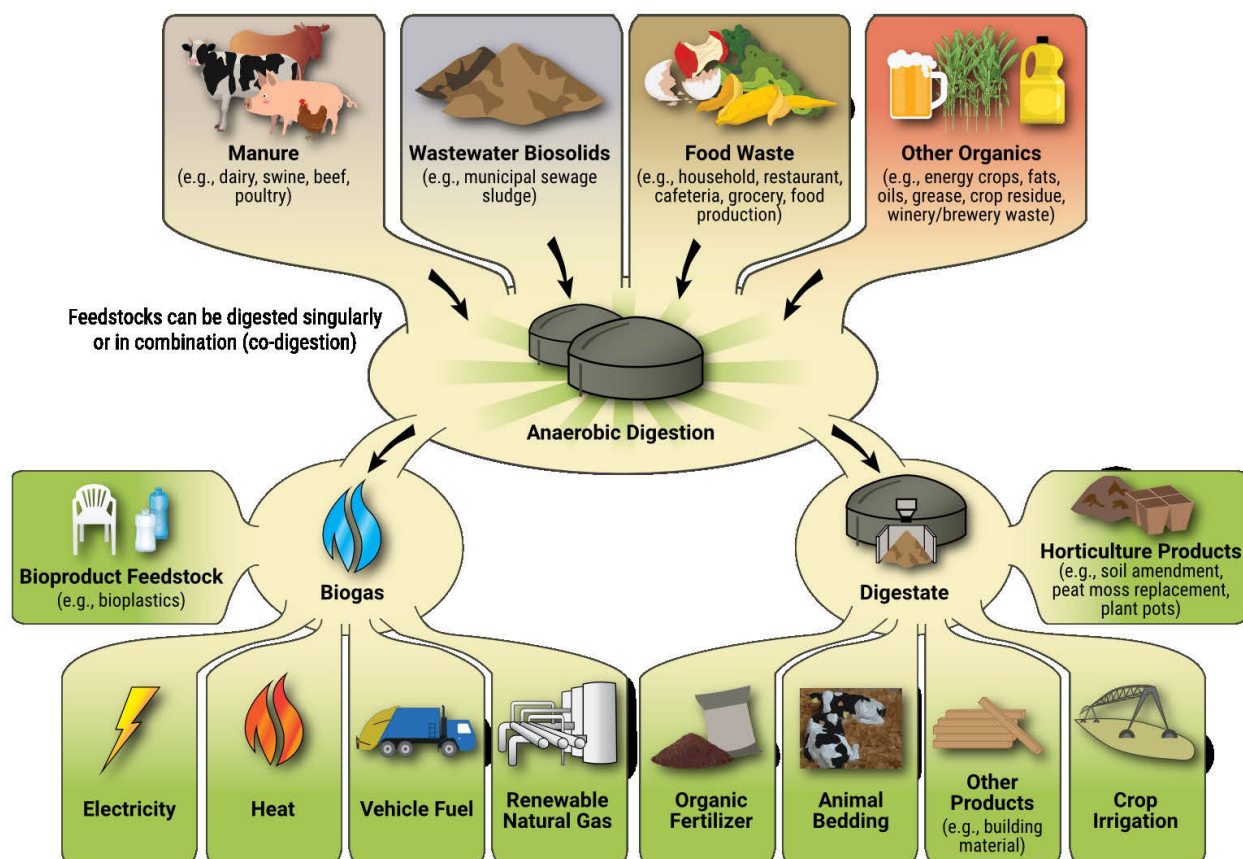 Manure
(e.g., dairy, swine, beef,
poultry)
Wastewater Biosolids
(e.g., municipal sewage
sludge)
Food Waste
(e.g., household, restaurant,
cafeteria, grocery, food
production)
Other Organics
(e.g., energy crops, fats,
oils, grease, crop residue,
winery/brewery waste)
Feedstocks can be digested singularly
or in combination (co-digestion)
Anaerobic Digestion
Bioproduct Feedstock
(e.g., bioplastics)
Biogas
Digestate
Horticulture Products
(e.g., soil amendment,
peat moss replacement,
plant pots)
Electricity
Heat
Vehicle Fuel
Renewable
Natural Gas
Organic
Fertilizer
Animal
Bedding
Other
Products
(e.g., building
material)
Crop
Irrigation